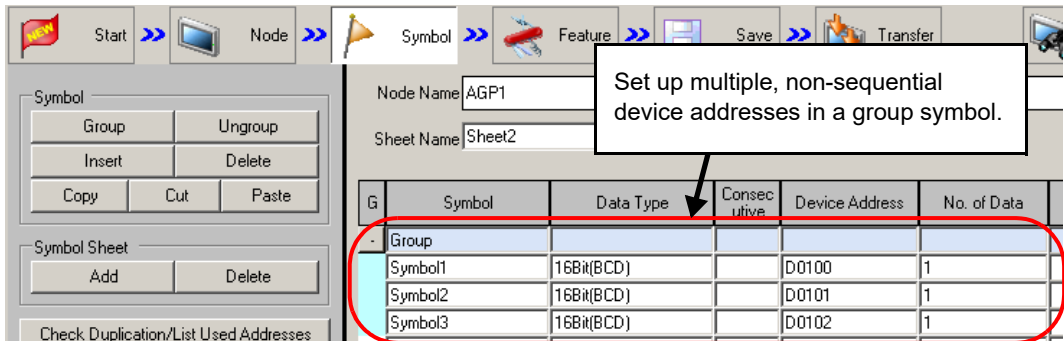 NEW Start Node Symbol Feature Save Transfer
Set up multiple, non-sequential
device addresses in a group symbol.
Symbol
Group Ungroup
Insert Delete
Copy Cut Paste
Symbol Sheet
Add Delete
Check Duplication/List Used Addresses
Node Name AGP1
Sheet Name Sheet2
G Symbol Data Type Consec utive Device Address No. of Data
- Group
Symbol1 16Bit(BCD) D0100 1
Symbol2 16Bit(BCD) D0101 1
Symbol3 16Bit(BCD) D0102 1